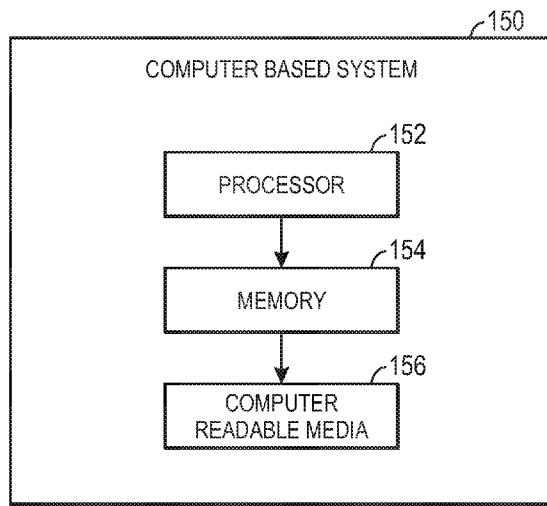 150
COMPUTER BASED SYSTEM
152
PROCESSOR
154
MEMORY
156
COMPUTER
READABLE MEDIA